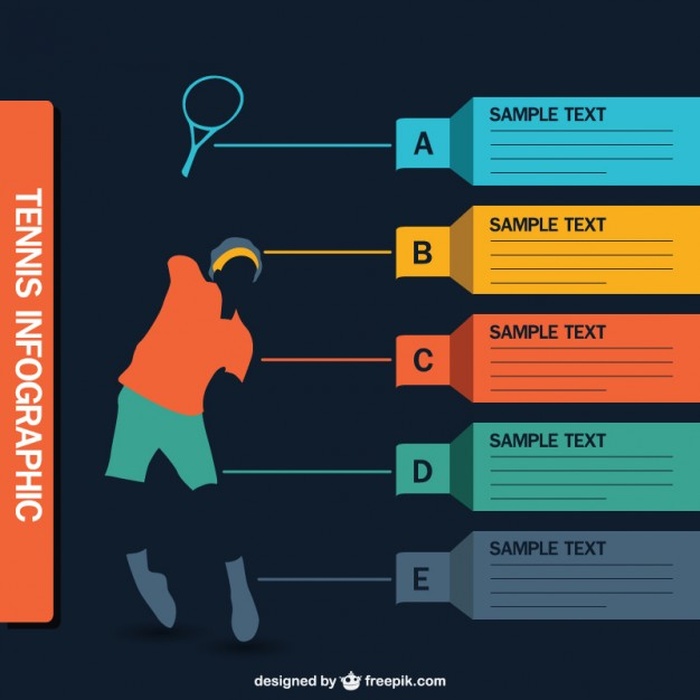 TENNIS INFOGRAPHIC
A
SAMPLE TEXT
B
SAMPLE TEXT
C
SAMPLE TEXT
D
SAMPLE TEXT
E
SAMPLE TEXT
designed by freepik.com